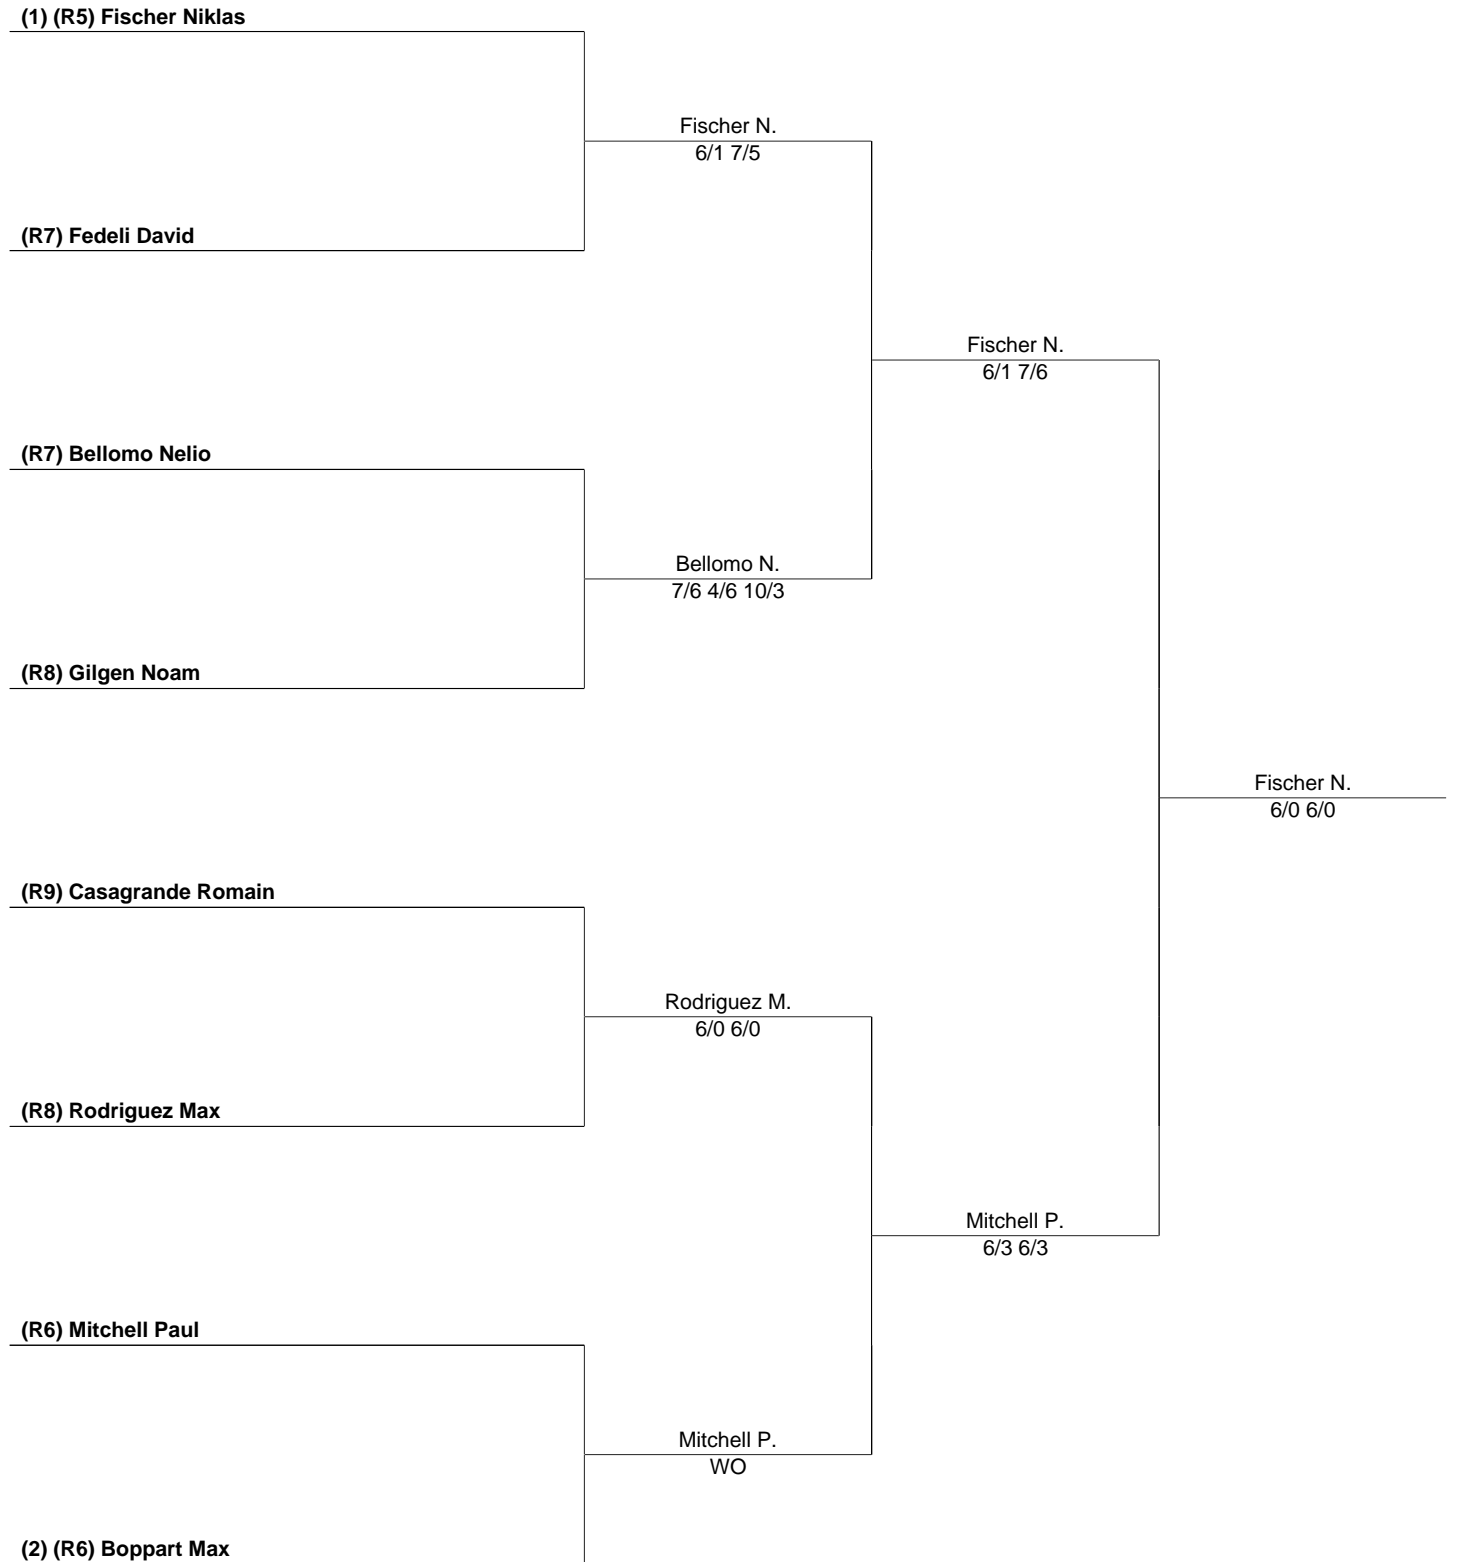 (1) (R5) Fischer Niklas
Fischer N.
6/1 7/5
(R7) Fedeli David
Fischer N.
6/1 7/6
(R7) Bellomo Nelio
Bellomo N.
7/6 4/6 10/3
(R8) Gilgen Noam
Fischer N.
6/0 6/0
(R9) Casagrande Romain
Rodriguez M.
6/0 6/0
(R8) Rodriguez Max
Mitchell P.
6/3 6/3
(R6) Mitchell Paul
Mitchell P.
WO
(2) (R6) Boppart Max